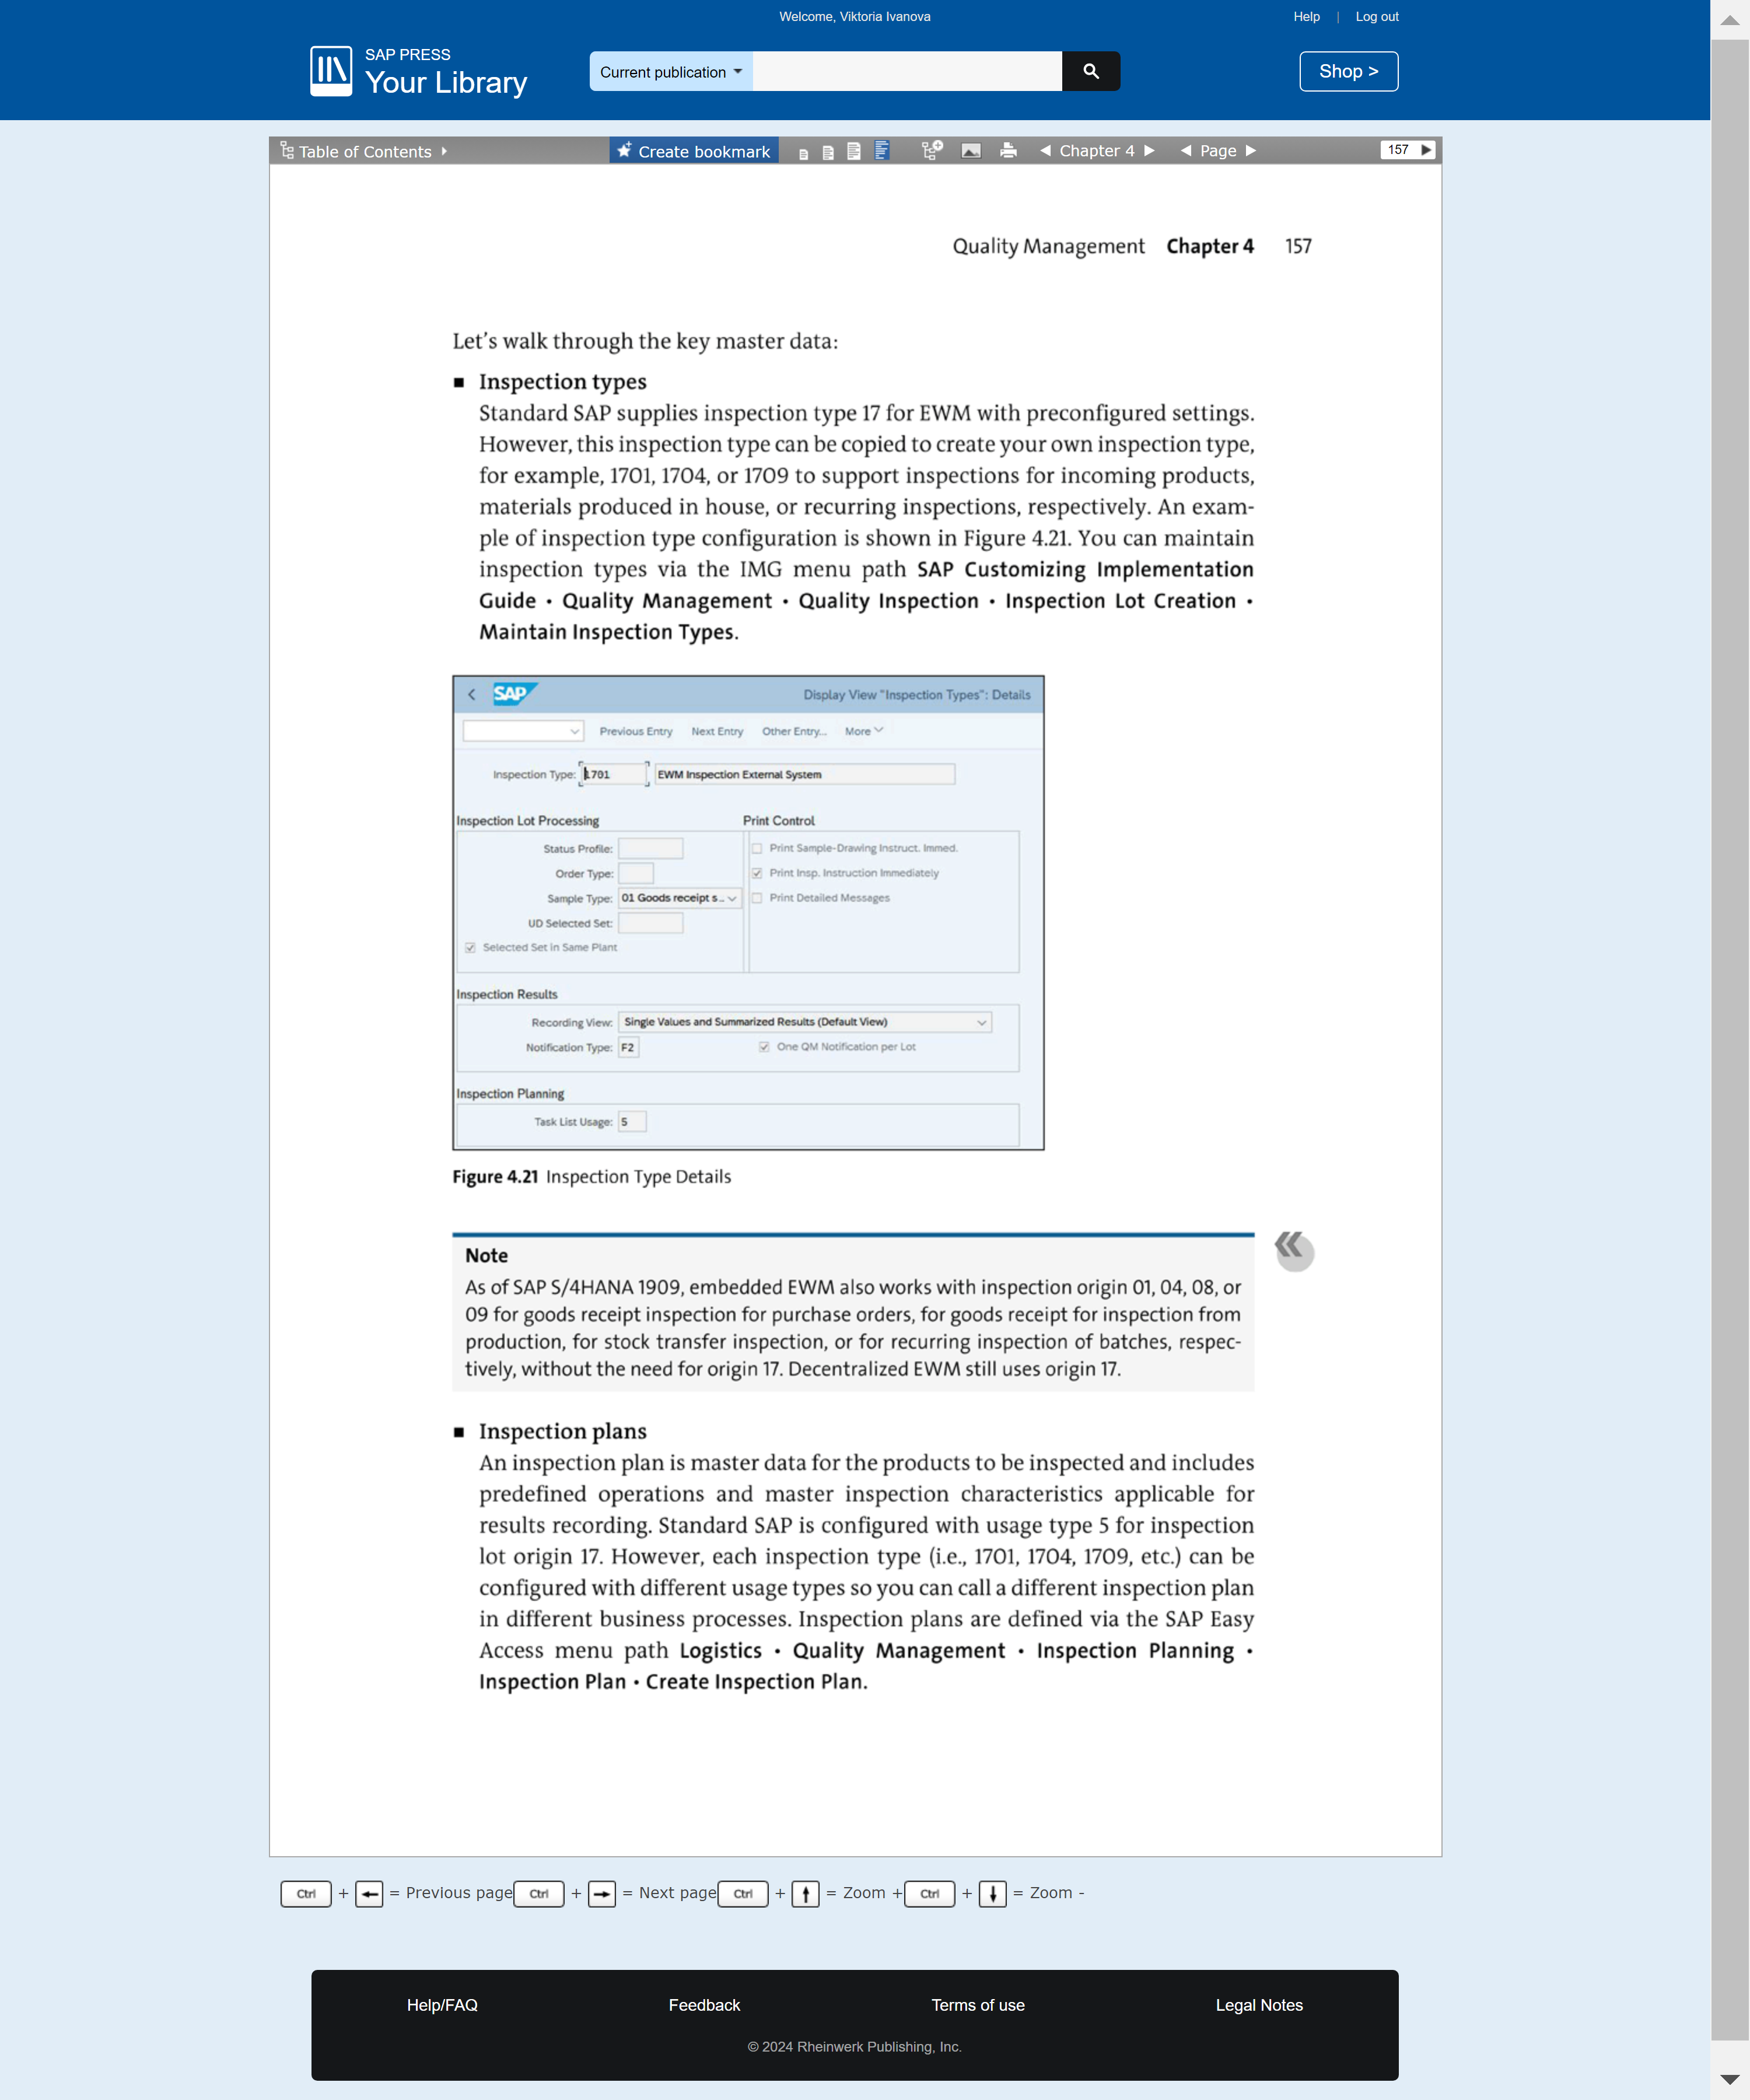 Welcome, Viktoria Ivanova
Help | Log out
SAP PRESS
Your Library
Current publication
Shop >
Table of Contents
Create bookmark
Chapter 4
Page
157
Quality Management Chapter 4 157
Let's walk through the key master data:
■ Inspection types
Standard SAP supplies inspection type 17 for EWM with preconfigured settings.
However, this inspection type can be copied to create your own inspection type,
for example, 1701, 1704, or 1709 to support inspections for incoming products,
materials produced in house, or recurring inspections, respectively. An exam-
ple of inspection type configuration is shown in Figure 4.21. You can maintain
inspection types via the IMG menu path SAP Customizing Implementation
Guide • Quality Management • Quality Inspection • Inspection Lot Creation •
Maintain Inspection Types.
SAP
Display View "Inspection Types": Details
Previous Entry Next Entry Other Entry... More
Inspection Type: 1701 EWM Inspection External System
Inspection Lot Processing
Status Profile:
Order Type:
Sample Type: 01 Goods receipt s...
UD Selected Set:
Selected Set in Same Plant
Print Control
Print Sample-Drawing Instruct. Immed.
Print Insp. Instruction Immediately
Print Detailed Messages
Inspection Results
Recording View: Single Values and Summarized Results (Default View)
Notification Type: F2 One QM Notification per Lot
Inspection Planning
Task List Usage: 5
Figure 4.21 Inspection Type Details
Note
As of SAP S/4HANA 1909, embedded EWM also works with inspection origin 01, 04, 08, or
09 for goods receipt inspection for purchase orders, for goods receipt for inspection from
production, for stock transfer inspection, or for recurring inspection of batches, respec-
tively, without the need for origin 17. Decentralized EWM still uses origin 17.
■ Inspection plans
An inspection plan is master data for the products to be inspected and includes
predefined operations and master inspection characteristics applicable for
results recording. Standard SAP is configured with usage type 5 for inspection
lot origin 17. However, each inspection type (i.e., 1701, 1704, 1709, etc.) can be
configured with different usage types so you can call a different inspection plan
in different business processes. Inspection plans are defined via the SAP Easy
Access menu path Logistics • Quality Management • Inspection Planning •
Inspection Plan • Create Inspection Plan.
Ctrl + ← = Previous page Ctrl + → = Next page Ctrl + ↑ = Zoom + Ctrl + ↓ = Zoom -
Help/FAQ Feedback Terms of use Legal Notes
© 2024 Rheinwerk Publishing, Inc.